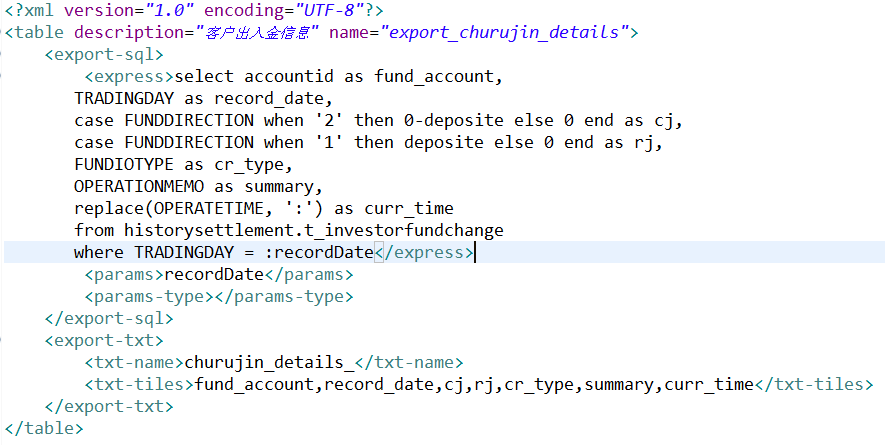 <?xml version="1.0" encoding="UTF-8"?>
<table description="客户出入金信息" name="export_churujin_details">
<export-sql>
<express>select accountid as fund_account,
TRADINGDAY as record_date,
case FUNDDIRECTION when '2' then 0-deposite else 0 end as cj,
case FUNDDIRECTION when '1' then deposite else 0 end as rj,
FUNDIOTYPE as cr_type,
OPERATIONMEMO as summary,
replace(OPERATETIME, ':') as curr_time
from historysettlement.t_investorfundchange
where TRADINGDAY = :recordDate</express>
<params>recordDate</params>
<params-type></params-type>
</export-sql>
<export-txt>
<txt-name>churujin_details_</txt-name>
<txt-tiles>fund_account,record_date,cj,rj,cr_type,summary,curr_time</txt-tiles>
</export-txt>
</table>